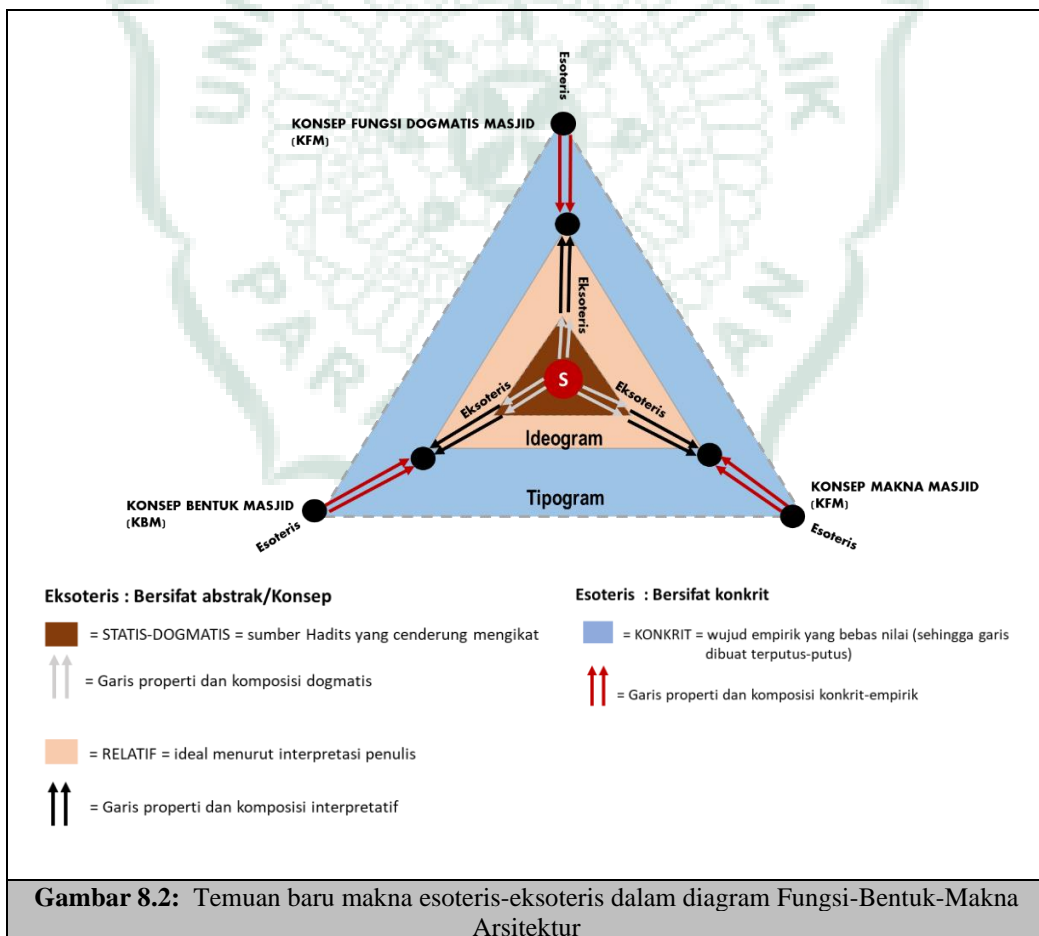 Esoteris
KONSEP FUNGSI DOGMATIS MASJID
(KFM)
Eksoteris
S
Eksoteris
Eksoteris
Ideogram
Tipogram
KONSEP BENTUK MASJID
(KBM)
Esoteris
KONSEP MAKNA MASJID
(KFM)
Esoteris
Eksoteris : Bersifat abstrak/Konsep
= STATIS-DOGMATIS = sumber Hadits yang cenderung mengikat
= Garis properti dan komposisi dogmatis
= RELATIF = ideal menurut interpretasi penulis
= Garis properti dan komposisi interpretatif
Esoteris : Bersifat konkrit
= KONKRIT = wujud empirik yang bebas nilai (sehingga garis
dibuat terputus-putus)
= Garis properti dan komposisi konkrit-empirik
Gambar 8.2: Temuan baru makna esoteris-eksoteris dalam diagram Fungsi-Bentuk-Makna
Arsitektur